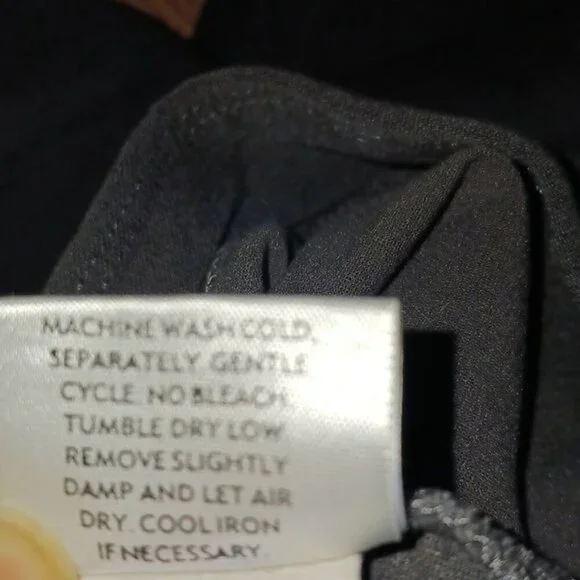 MACHINE WASH COLD,
SEPARATELY. GENTLE
CYCLE. NO BLEACH.
TUMBLE DRY LOW
REMOVE SLIGHTLY
DAMP AND LET AIR
DRY. COOL IRON
IF NECESSARY.